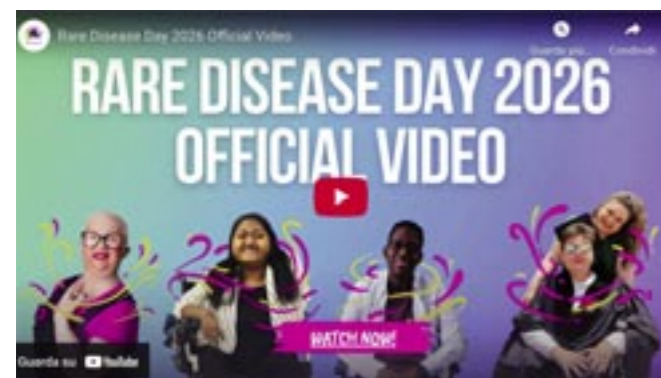 Rare Disease Day 2026 Official Video
Guarda più... Condividi
RARE DISEASE DAY 2026
OFFICIAL VIDEO
WATCH NOW!
Guarda su YouTube